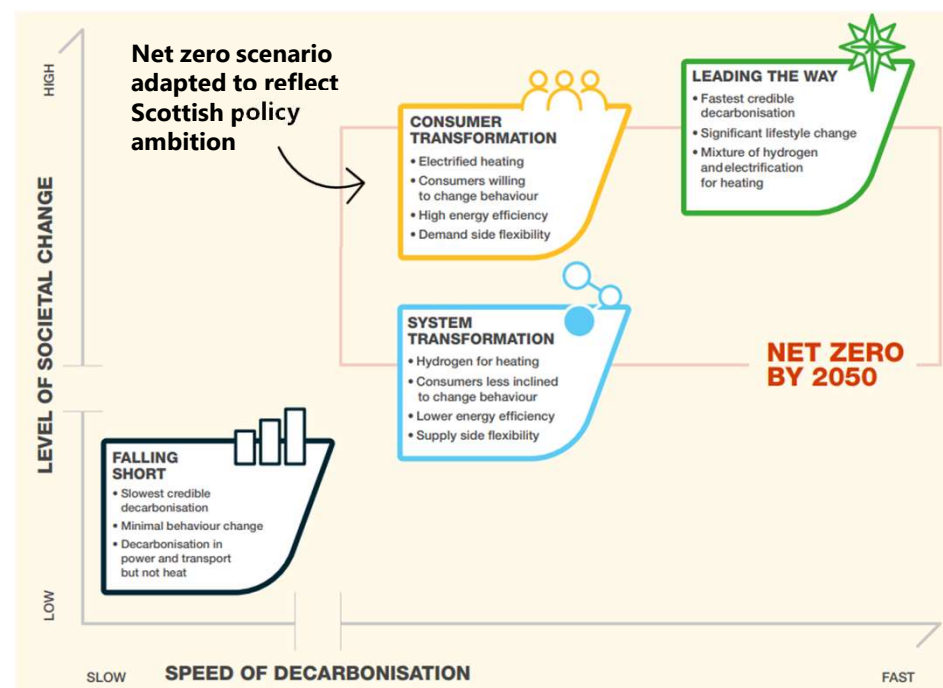 Net zero scenario
adapted to reflect
Scottish policy
ambition
HIGH
LEVEL OF SOCIETAL CHANGE
LOW
CONSUMER
TRANSFORMATION
• Electrified heating
• Consumers willing
to change behaviour
• High energy efficiency
• Demand side flexibility
LEADING THE WAY
• Fastest credible
decarbonisation
• Significant lifestyle change
• Mixture of hydrogen
and electrification
for heating
SYSTEM
TRANSFORMATION
• Hydrogen for heating
• Consumers less inclined
to change behaviour
• Lower energy efficiency
• Supply side flexibility
NET ZERO
BY 2050
FALLING
SHORT
• Slowest credible
decarbonisation
• Minimal behaviour change
• Decarbonisation in
power and transport
but not heat
SLOW
SPEED OF DECARBONISATION
FAST